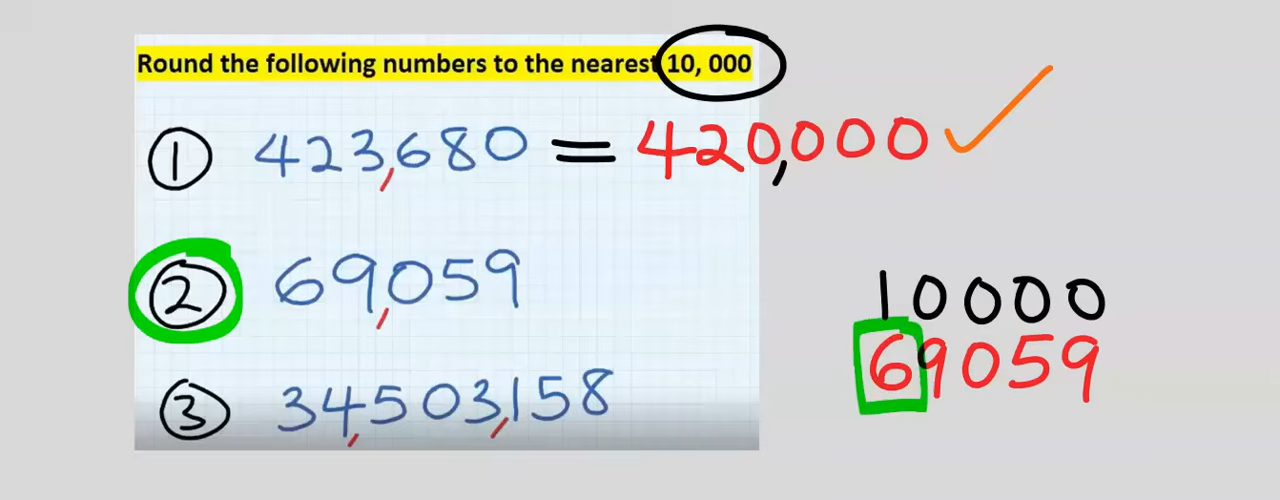 Round the following numbers to the nearest 10, 000
1 423,680 = 420,000
2 69,059
10000
69059
3 34,503,158